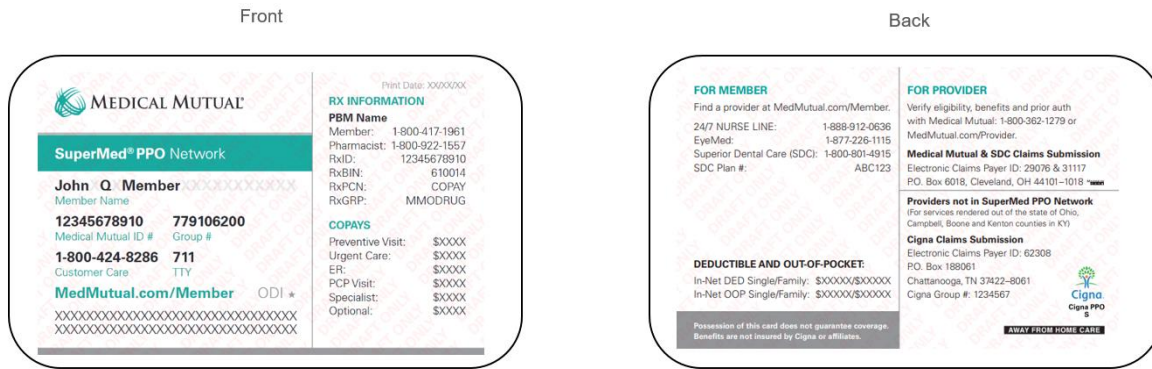 Front
MEDICAL MUTUAL®
SuperMed® PPO Network
John Q Member
Member Name
12345678910 779106200
Medical Mutual ID # Group #
1-800-424-8286 711
Customer Care TTY
MedMutual.com/Member ODI ★
XXXXXXXXXXXXXXXXXXXXXXXXXXXXXXX
XXXXXXXXXXXXXXXXXXXXXXXXXXXXXXX
Print Date: XX/XX/XX
RX INFORMATION
PBM Name
Member: 1-800-417-1961
Pharmacist: 1-800-922-1557
RxID: 12345678910
RxBIN: 610014
RxPCN: COPAY
RxGRP: MMODRUG
COPAYS
Preventive Visit: $XXXX
Urgent Care: $XXXX
ER: $XXXX
PCP Visit: $XXXX
Specialist: $XXXX
Optional: $XXXX
Back
FOR MEMBER
Find a provider at MedMutual.com/Member.
24/7 NURSE LINE: 1-888-912-0636
EyeMed: 1-877-226-1115
Superior Dental Care (SDC): 1-800-801-4915
SDC Plan #: ABC123
DEDUCTIBLE AND OUT-OF-POCKET:
In-Net DED Single/Family: $XXXXX/$XXXXX
In-Net OOP Single/Family: $XXXXX/$XXXXX
Possession of this card does not guarantee coverage.
Benefits are not insured by Cigna or affiliates.
FOR PROVIDER
Verify eligibility, benefits and prior auth
with Medical Mutual: 1-800-362-1279 or
MedMutual.com/Provider.
Medical Mutual & SDC Claims Submission
Electronic Claims Payer ID: 29076 & 31117
P.O. Box 6018, Cleveland, OH 44101–1018
Providers not in SuperMed PPO Network
(For services rendered out of the state of Ohio,
Campbell, Boone and Kenton counties in KY)
Cigna Claims Submission
Electronic Claims Payer ID: 62308
P.O. Box 188061
Chattanooga, TN 37422–8061
Cigna Group #: 1234567
Cigna
Cigna PPO
S
AWAY FROM HOME CARE